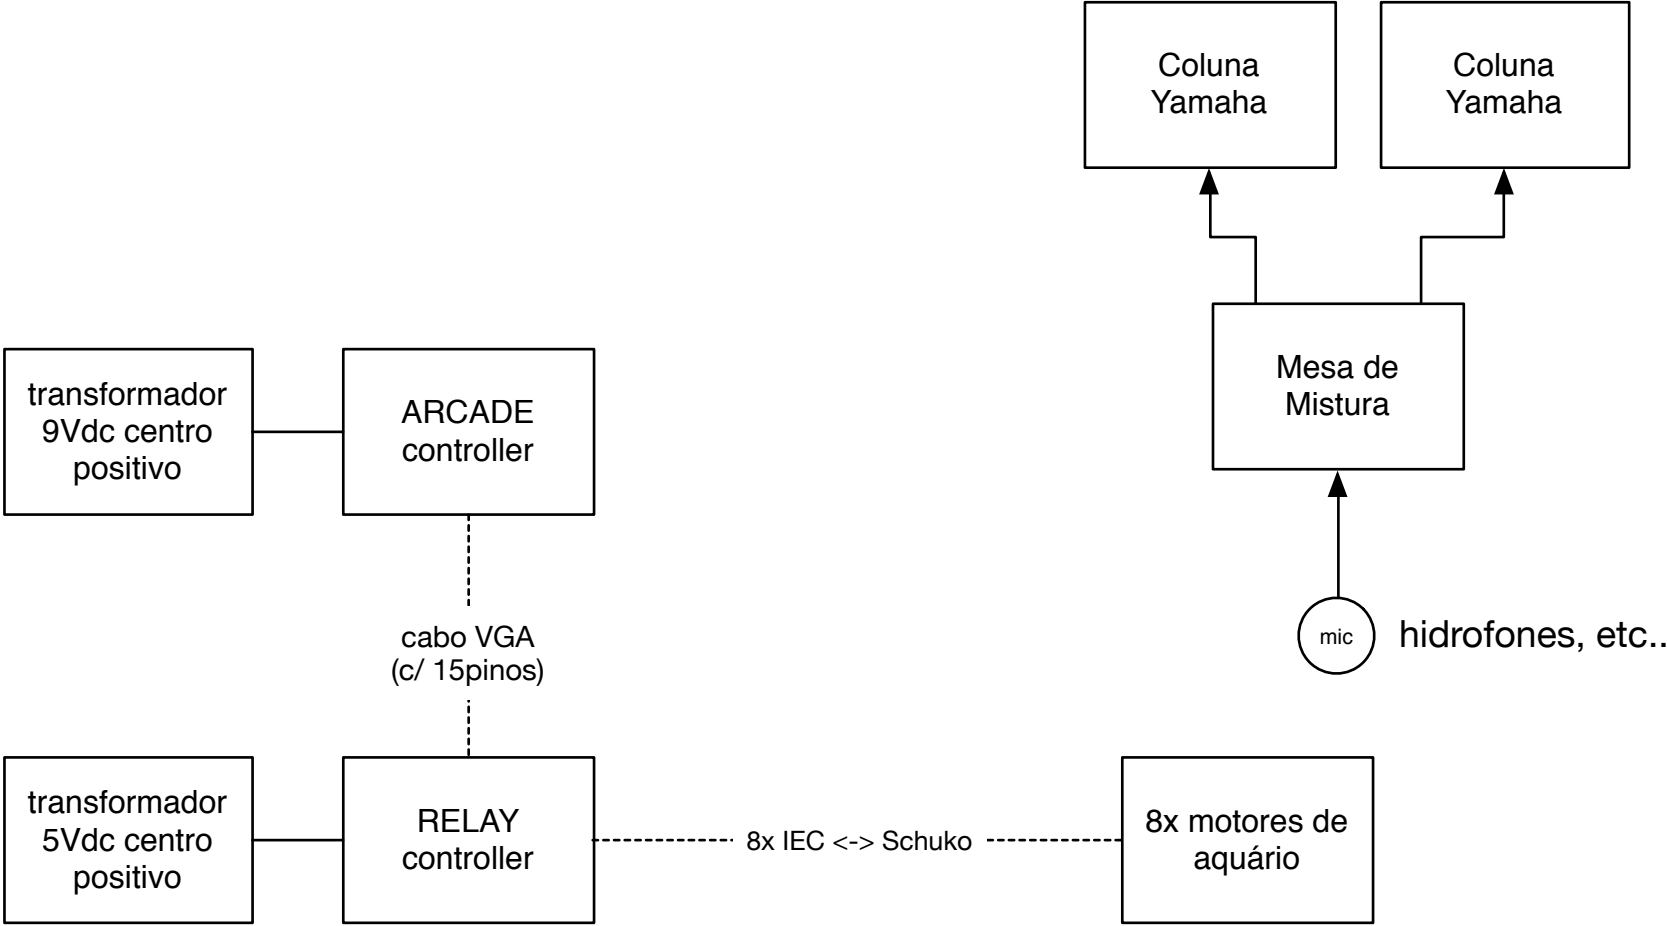 Coluna
Yamaha
Coluna
Yamaha
Mesa de
Mistura
transformador
9Vdc centro
positivo
ARCADE
controller
cabo VGA
(c/ 15pinos)
mic
hidrofones, etc..
transformador
5Vdc centro
positivo
RELAY
controller
8x IEC <-> Schuko
8x motores de
aquário